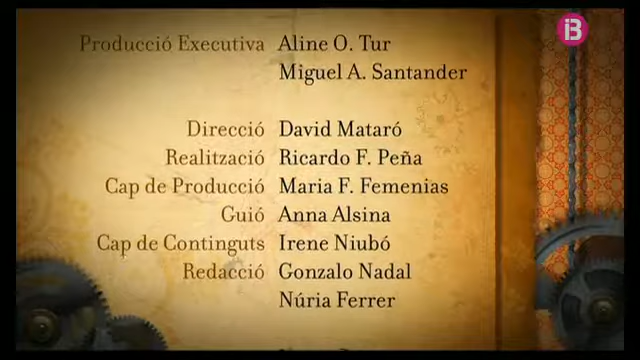 Producció Executiva Aline O. Tur
Miguel A. Santander
Direcció David Mataró
Realització Ricardo F. Peña
Cap de Producció Maria F. Femenias
Guió Anna Alsina
Cap de Continguts Irene Niubó
Redacció Gonzalo Nadal
Núria Ferrer